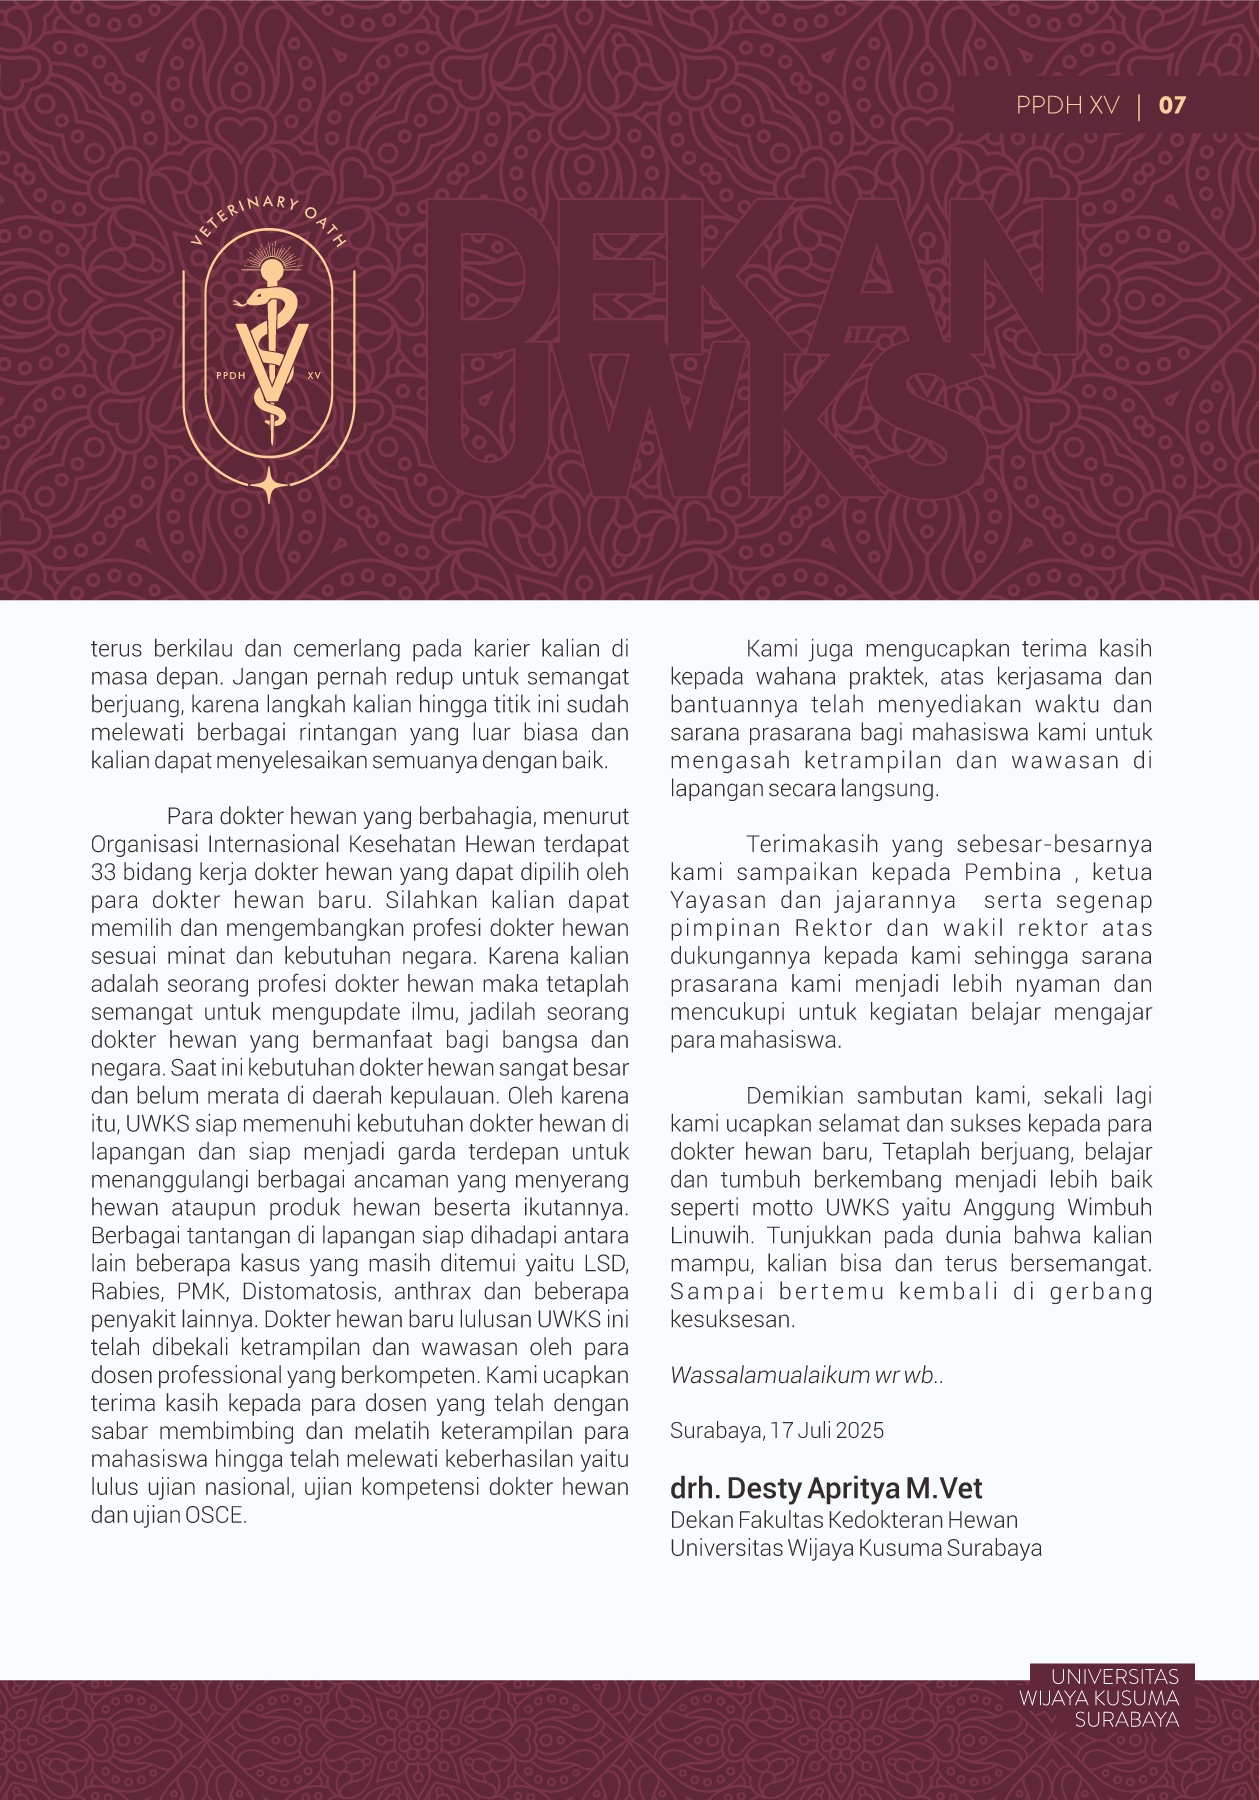 PPDH XV | 07
VETERINARY OATH
PPDH XV
DEKAN
UWKS
terus berkilau dan cemerlang pada karier kalian di
masa depan. Jangan pernah redup untuk semangat
berjuang, karena langkah kalian hingga titik ini sudah
melewati berbagai rintangan yang luar biasa dan
kalian dapat menyelesaikan semuanya dengan baik.
Para dokter hewan yang berbahagia, menurut
Organisasi Internasional Kesehatan Hewan terdapat
33 bidang kerja dokter hewan yang dapat dipilih oleh
para dokter hewan baru. Silahkan kalian dapat
memilih dan mengembangkan profesi dokter hewan
sesuai minat dan kebutuhan negara. Karena kalian
adalah seorang profesi dokter hewan maka tetaplah
semangat untuk mengupdate ilmu, jadilah seorang
dokter hewan yang bermanfaat bagi bangsa dan
negara. Saat ini kebutuhan dokter hewan sangat besar
dan belum merata di daerah kepulauan. Oleh karena
itu, UWKS siap memenuhi kebutuhan dokter hewan di
lapangan dan siap menjadi garda terdepan untuk
menanggulangi berbagai ancaman yang menyerang
hewan ataupun produk hewan beserta ikutannya.
Berbagai tantangan di lapangan siap dihadapi antara
lain beberapa kasus yang masih ditemui yaitu LSD,
Rabies, PMK, Distomatosis, anthrax dan beberapa
penyakit lainnya. Dokter hewan baru lulusan UWKS ini
telah dibekali ketrampilan dan wawasan oleh para
dosen professional yang berkompeten. Kami ucapkan
terima kasih kepada para dosen yang telah dengan
sabar membimbing dan melatih keterampilan para
mahasiswa hingga telah melewati keberhasilan yaitu
lulus ujian nasional, ujian kompetensi dokter hewan
dan ujian OSCE.
Kami juga mengucapkan terima kasih
kepada wahana praktek, atas kerjasama dan
bantuannya telah menyediakan waktu dan
sarana prasarana bagi mahasiswa kami untuk
mengasah ketrampilan dan wawasan di
lapangan secara langsung.
Terimakasih yang sebesar-besarnya
kami sampaikan kepada Pembina , ketua
Yayasan dan jajarannya serta segenap
pimpinan Rektor dan wakil rektor atas
dukungannya kepada kami sehingga sarana
prasarana kami menjadi lebih nyaman dan
mencukupi untuk kegiatan belajar mengajar
para mahasiswa.
Demikian sambutan kami, sekali lagi
kami ucapkan selamat dan sukses kepada para
dokter hewan baru, Tetaplah berjuang, belajar
dan tumbuh berkembang menjadi lebih baik
seperti motto UWKS yaitu Anggung Wimbuh
Linuwih. Tunjukkan pada dunia bahwa kalian
mampu, kalian bisa dan terus bersemangat.
Sampai bertemu kembali di gerbang
kesuksesan.
Wassalamualaikum wr wb..
Surabaya, 17 Juli 2025
drh. Desty Apritya M.Vet
Dekan Fakultas Kedokteran Hewan
Universitas Wijaya Kusuma Surabaya
UNIVERSITAS
WIJAYA KUSUMA
SURABAYA